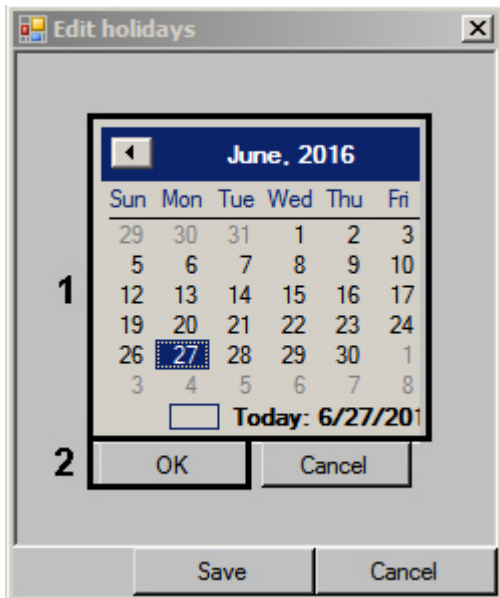 Edit holidays
June, 2016
Sun Mon Tue Wed Thu Fri
29 30 31 1 2 3
5 6 7 8 9 10
1
12 13 14 15 16 17
19 20 21 22 23 24
26 27 28 29 30 1
3 4 5 6 7 8
Today: 6/27/201
2 OK Cancel
Save Cancel